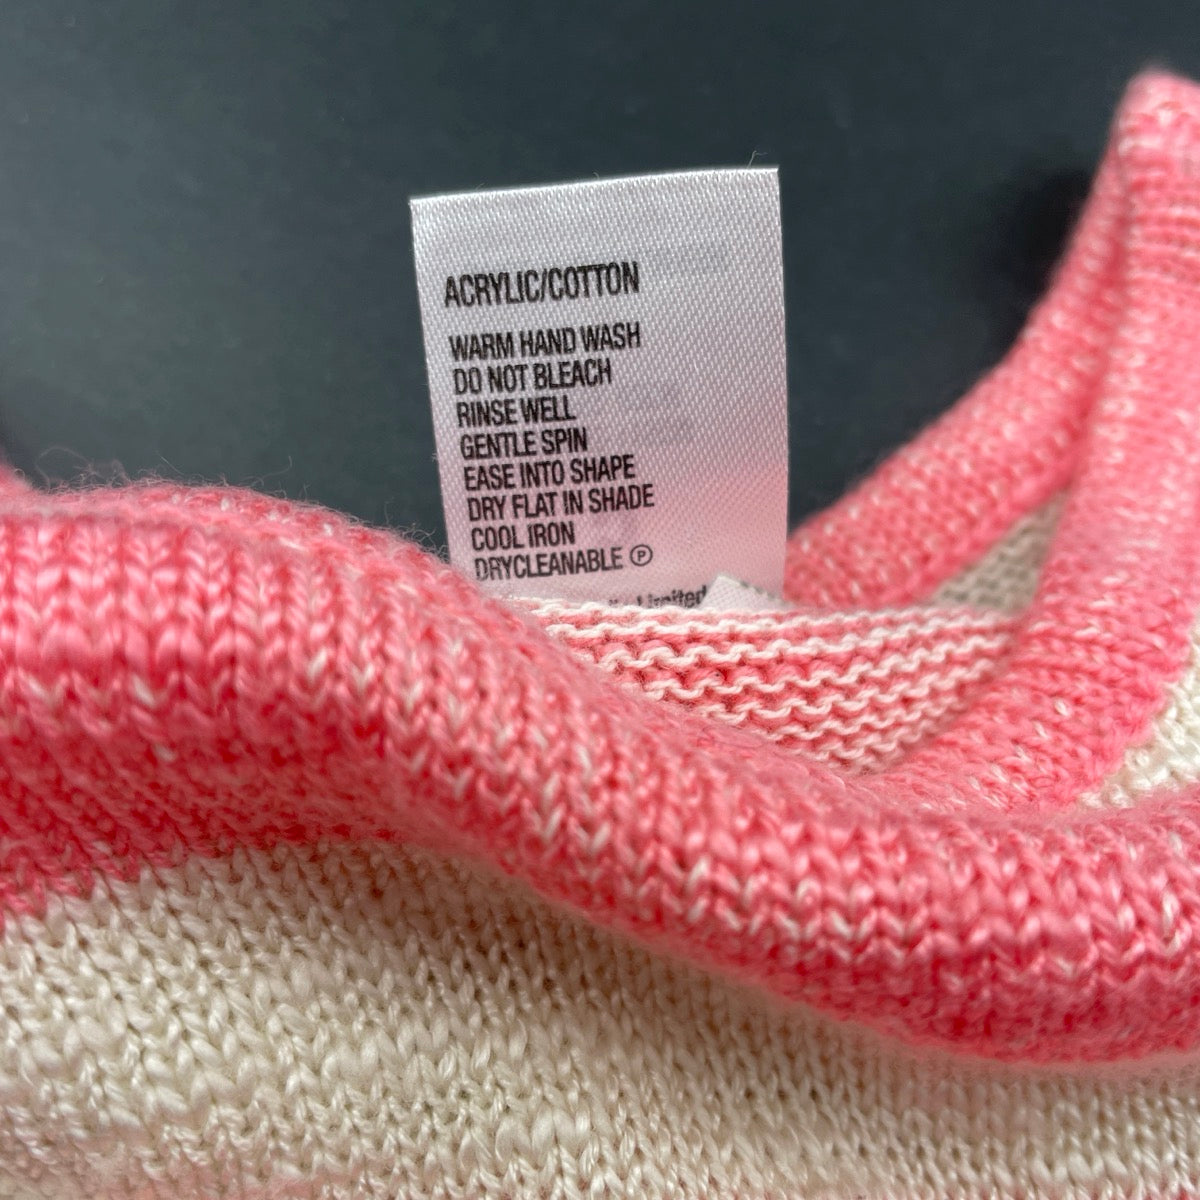 ACRYLIC/COTTON
WARM HAND WASH
DO NOT BLEACH
RINSE WELL
GENTLE SPIN
EASE INTO SHAPE
DRY FLAT IN SHADE
COOL IRON
DRYCLEANABLE Ⓟ
Limited